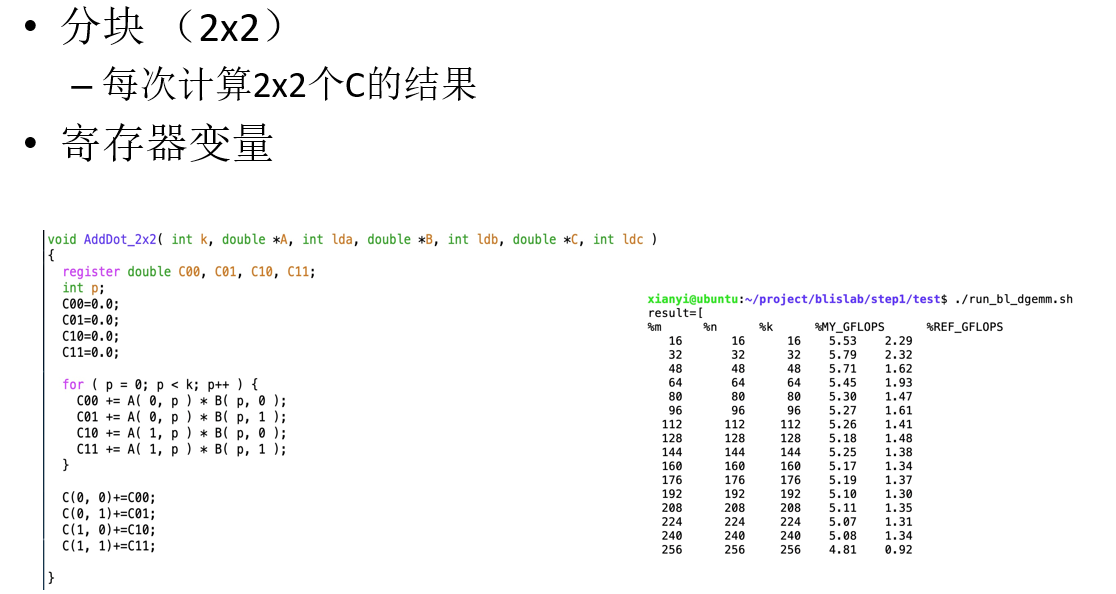 • 分块 （2x2）
– 每次计算2x2个C的结果
• 寄存器变量
void AddDot_2x2( int k, double *A, int lda, double *B, int ldb, double *C, int ldc )
{
register double C00, C01, C10, C11;
int p;
C00=0.0;
C01=0.0;
C10=0.0;
C11=0.0;
for ( p = 0; p < k; p++ ) {
C00 += A( 0, p ) * B( p, 0 );
C01 += A( 0, p ) * B( p, 1 );
C10 += A( 1, p ) * B( p, 0 );
C11 += A( 1, p ) * B( p, 1 );
}
C(0, 0)+=C00;
C(0, 1)+=C01;
C(1, 0)+=C10;
C(1, 1)+=C11;
}
xianyi@ubuntu:~/project/blislab/step1/test$ ./run_bl_dgemm.sh
result=[
%m %n %k %MY_GFLOPS %REF_GFLOPS
16 16 16 5.53 2.29
32 32 32 5.79 2.32
48 48 48 5.71 1.62
64 64 64 5.45 1.93
80 80 80 5.30 1.47
96 96 96 5.27 1.61
112 112 112 5.26 1.41
128 128 128 5.18 1.48
144 144 144 5.25 1.38
160 160 160 5.17 1.34
176 176 176 5.19 1.37
192 192 192 5.10 1.30
208 208 208 5.11 1.35
224 224 224 5.07 1.31
240 240 240 5.08 1.34
256 256 256 4.81 0.92